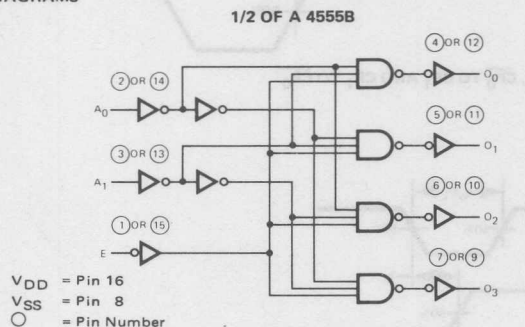 1/2 OF A 4555B
4 OR 12
2 OR 14
O0
A0
5 OR 11
3 OR 13
O1
A1
6 OR 10
1 OR 15
O2
E
7 OR 9
VDD = Pin 16
O3
VSS = Pin 8
○ = Pin Number